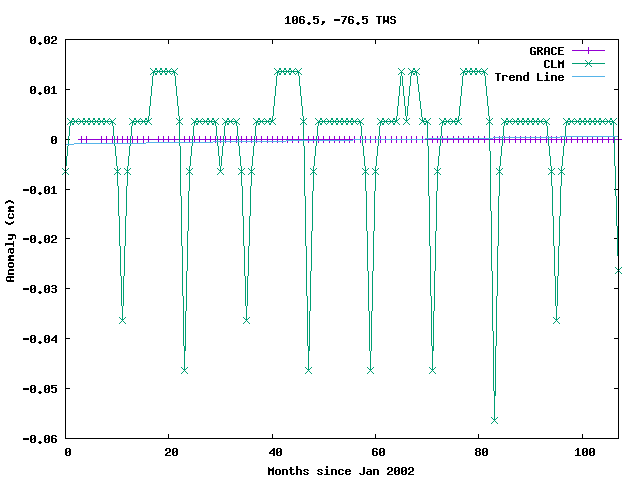 106.5, -76.5 TWS
GRACE
CLM
Trend Line
0.02
0.01
0
-0.01
-0.02
-0.03
-0.04
-0.05
-0.06
Anomaly (cm)
0 20 40 60 80 100
Months since Jan 2002